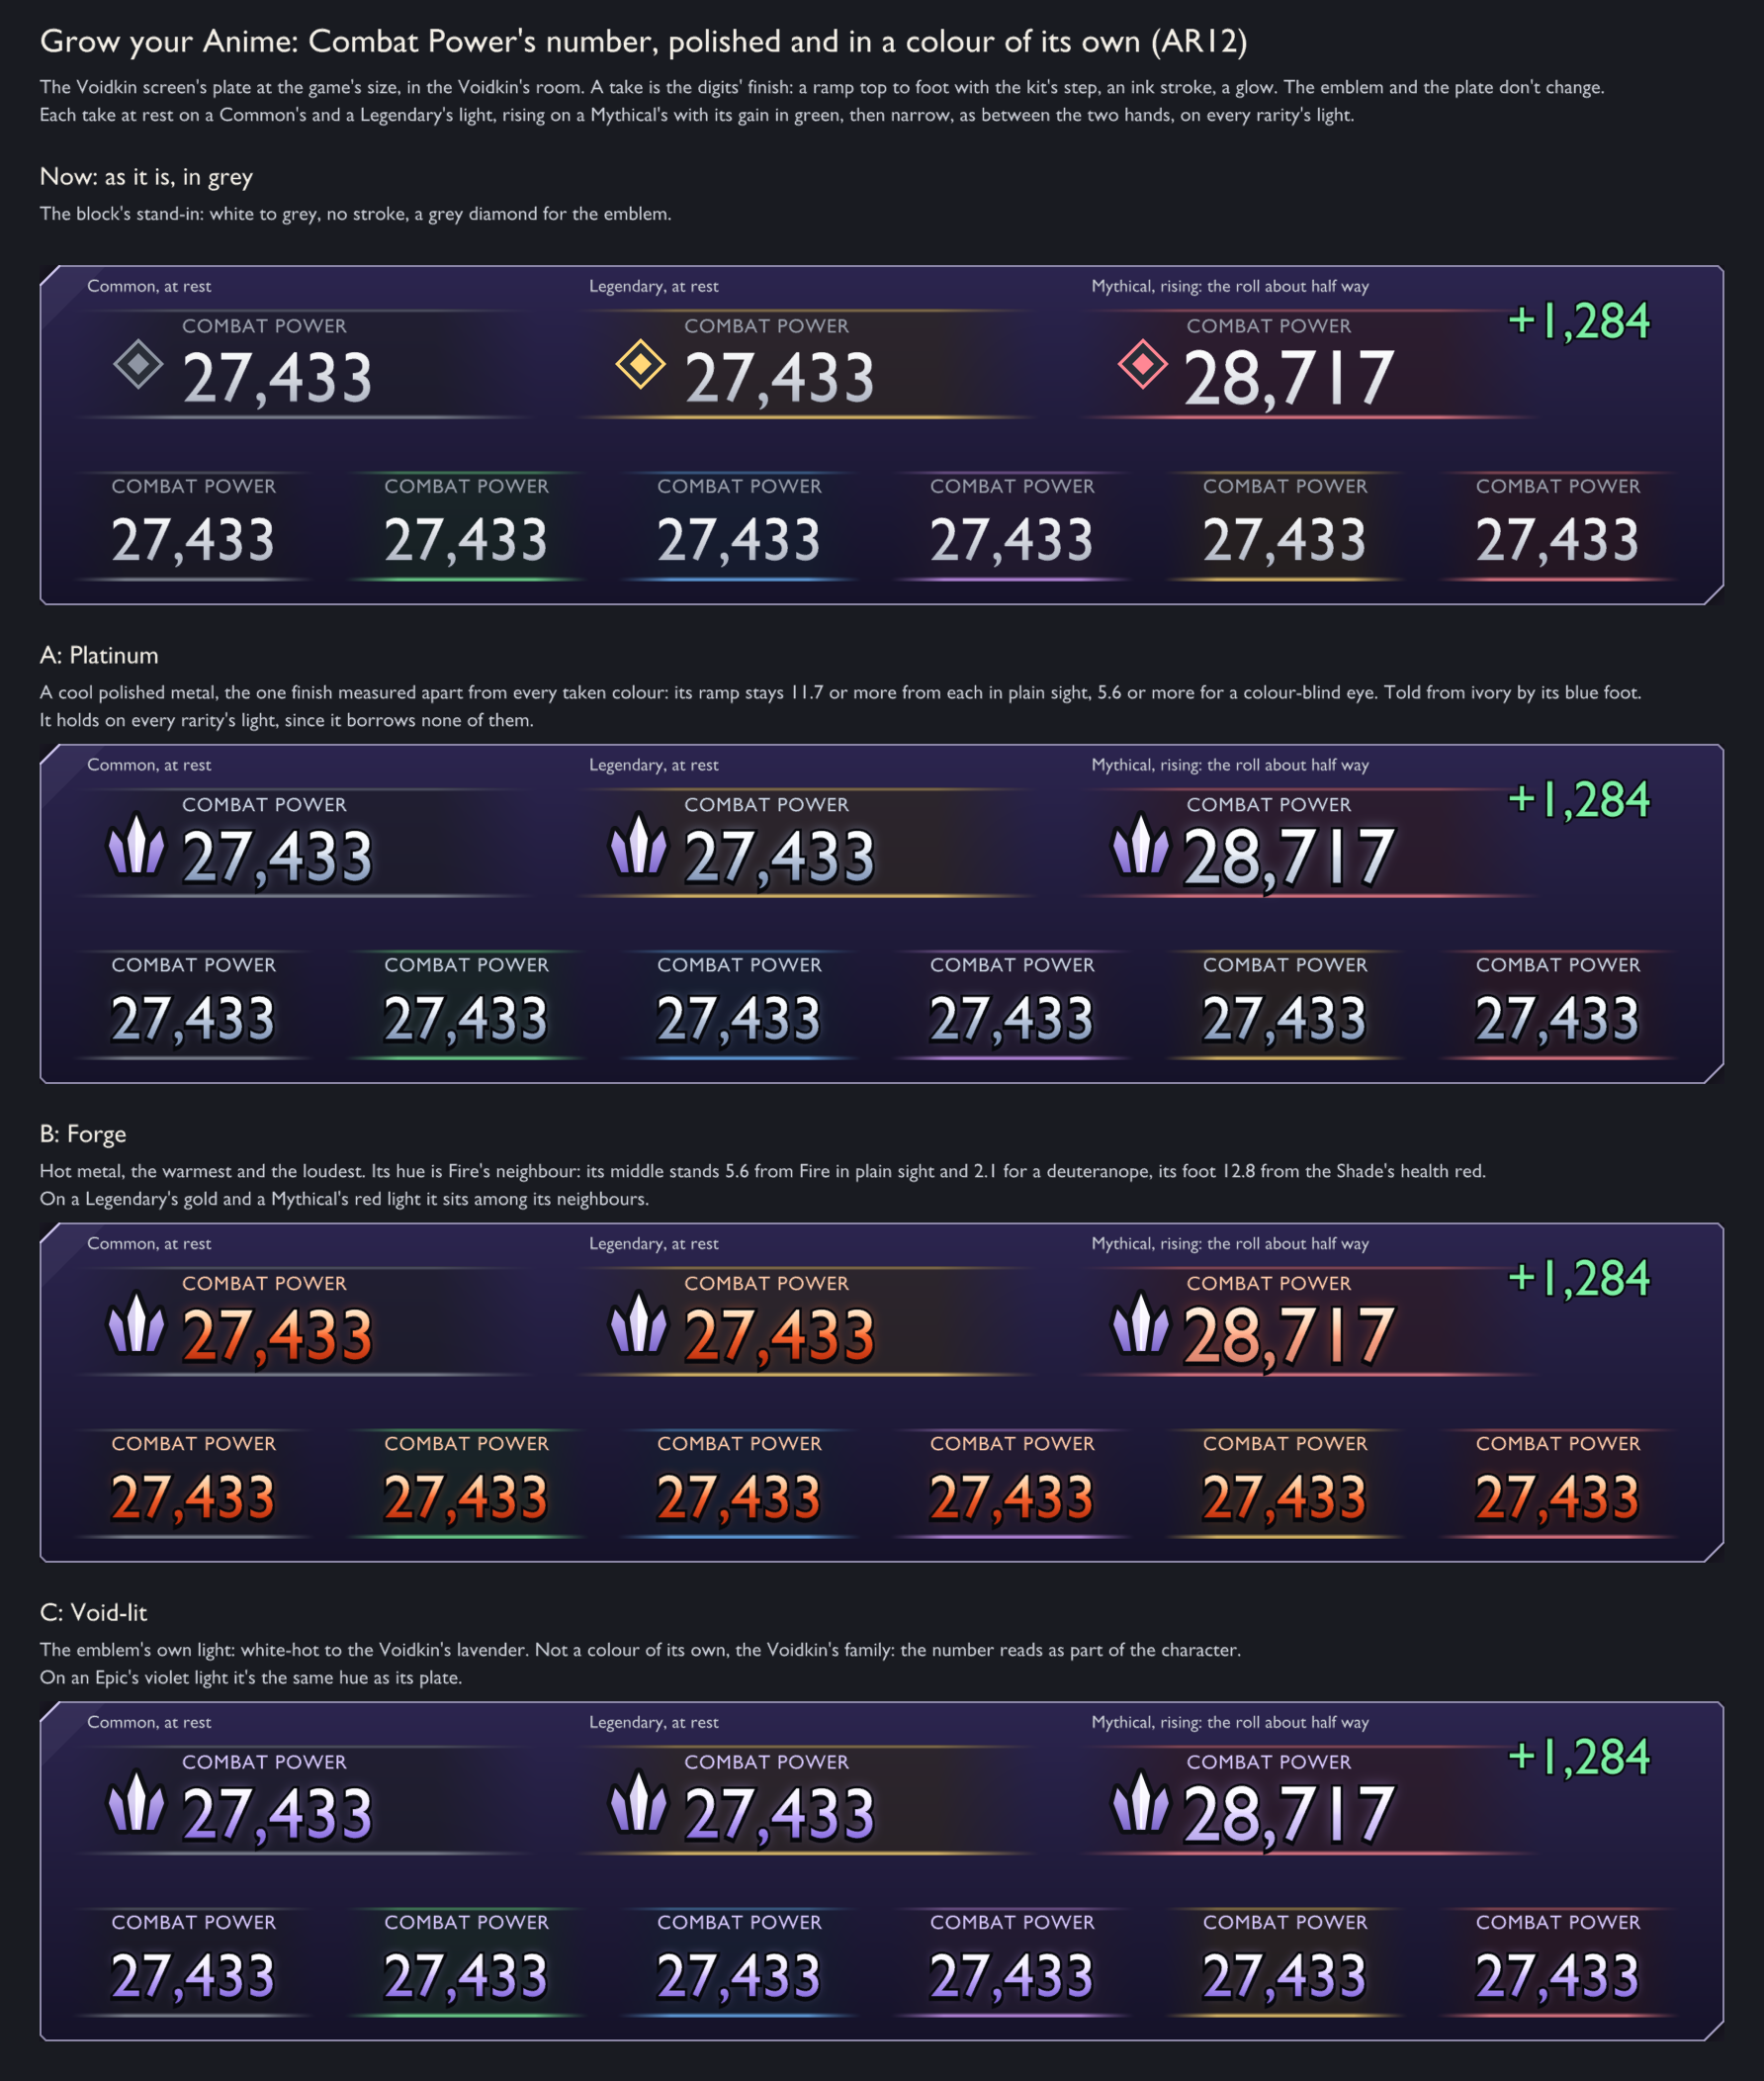 Grow your Anime: Combat Power's number, polished and in a colour of its own (AR12)
The Voidkin screen's plate at the game's size, in the Voidkin's room. A take is the digits' finish: a ramp top to foot with the kit's step, an ink stroke, a glow. The emblem and the plate don't change.
Each take at rest on a Common's and a Legendary's light, rising on a Mythical's with its gain in green, then narrow, as between the two hands, on every rarity's light.
Now: as it is, in grey
The block's stand-in: white to grey, no stroke, a grey diamond for the emblem.
Common, at rest
Legendary, at rest
Mythical, rising: the roll about half way
+1,284
COMBAT POWER
COMBAT POWER
COMBAT POWER
27,433
27,433
28,717
COMBAT POWER
COMBAT POWER
COMBAT POWER
COMBAT POWER
COMBAT POWER
COMBAT POWER
27,433
27,433
27,433
27,433
27,433
27,433
A: Platinum
A cool polished metal, the one finish measured apart from every taken colour: its ramp stays 11.7 or more from each in plain sight, 5.6 or more for a colour-blind eye. Told from ivory by its blue foot.
It holds on every rarity's light, since it borrows none of them.
Common, at rest
Legendary, at rest
Mythical, rising: the roll about half way
+1,284
COMBAT POWER
COMBAT POWER
COMBAT POWER
27,433
27,433
28,717
COMBAT POWER
COMBAT POWER
COMBAT POWER
COMBAT POWER
COMBAT POWER
COMBAT POWER
27,433
27,433
27,433
27,433
27,433
27,433
B: Forge
Hot metal, the warmest and the loudest. Its hue is Fire's neighbour: its middle stands 5.6 from Fire in plain sight and 2.1 for a deuteranope, its foot 12.8 from the Shade's health red.
On a Legendary's gold and a Mythical's red light it sits among its neighbours.
Common, at rest
Legendary, at rest
Mythical, rising: the roll about half way
+1,284
COMBAT POWER
COMBAT POWER
COMBAT POWER
27,433
27,433
28,717
COMBAT POWER
COMBAT POWER
COMBAT POWER
COMBAT POWER
COMBAT POWER
COMBAT POWER
27,433
27,433
27,433
27,433
27,433
27,433
C: Void-lit
The emblem's own light: white-hot to the Voidkin's lavender. Not a colour of its own, the Voidkin's family: the number reads as part of the character.
On an Epic's violet light it's the same hue as its plate.
Common, at rest
Legendary, at rest
Mythical, rising: the roll about half way
+1,284
COMBAT POWER
COMBAT POWER
COMBAT POWER
27,433
27,433
28,717
COMBAT POWER
COMBAT POWER
COMBAT POWER
COMBAT POWER
COMBAT POWER
COMBAT POWER
27,433
27,433
27,433
27,433
27,433
27,433